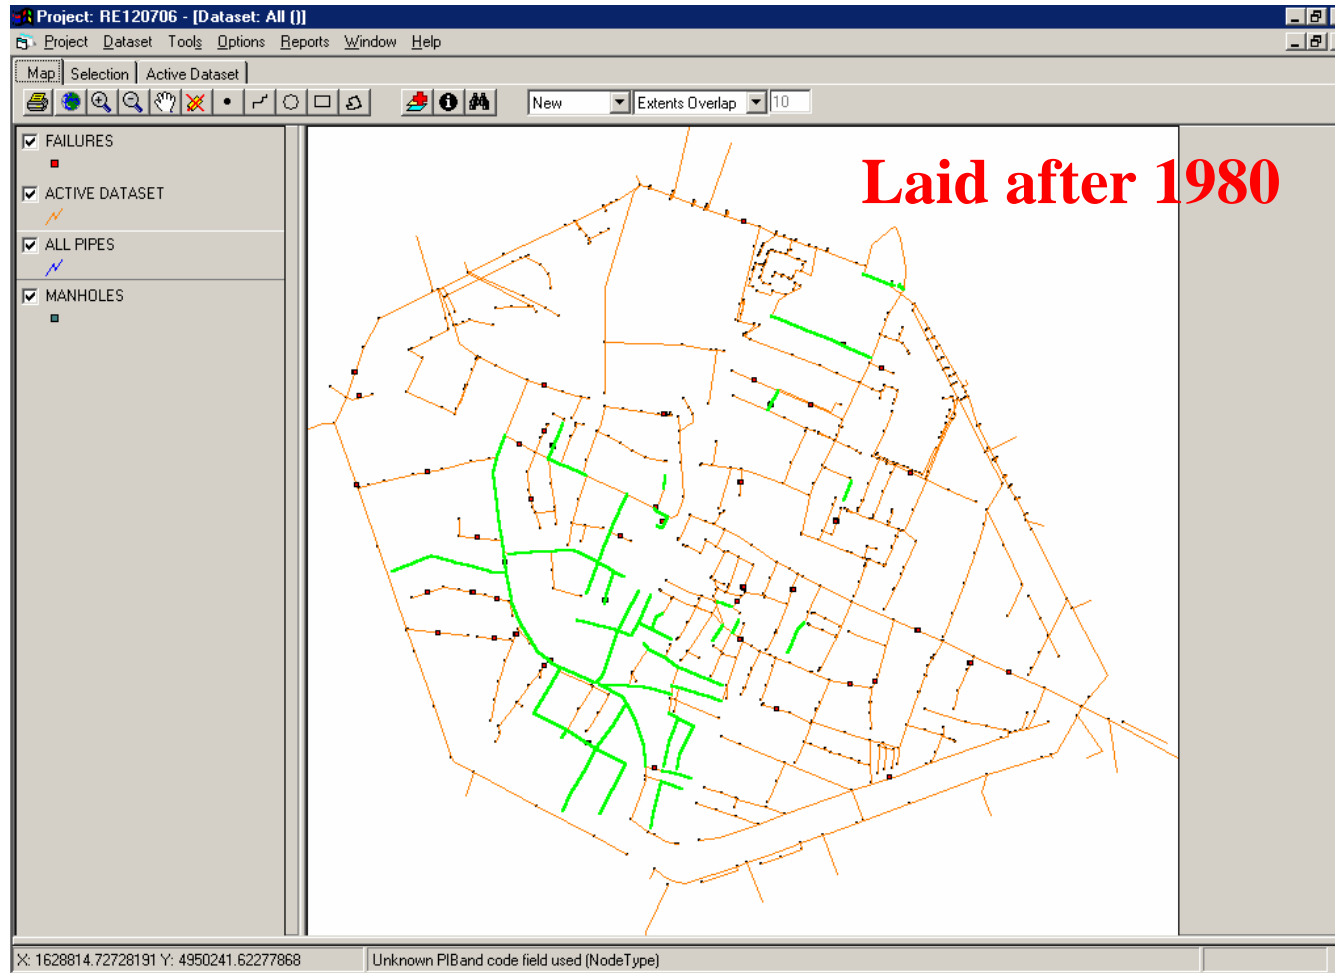 Project: RE120706 - [Dataset: All ()]
Project Dataset Tools Options Reports Window Help
Map Selection Active Dataset
New Extents Overlap 10
FAILURES
ACTIVE DATASET
ALL PIPES
MANHOLES
Laid after 1980
X: 1628814.72728191 Y: 4950241.62277868 Unknown PIBand code field used (NodeType)